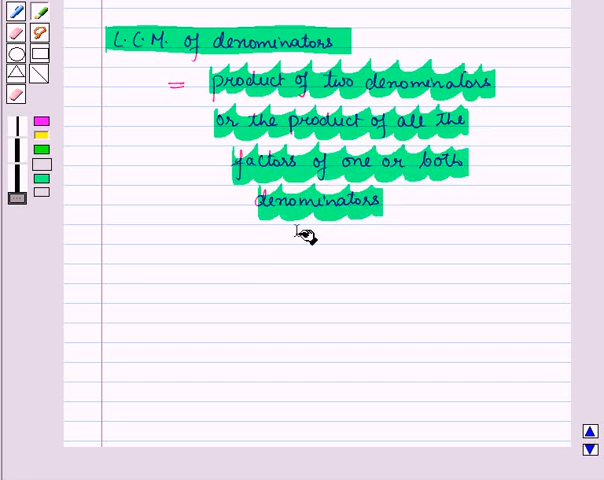 L.C.M. of denominators
= product of two denominators
or the product of all the
factors of one or both
denominators